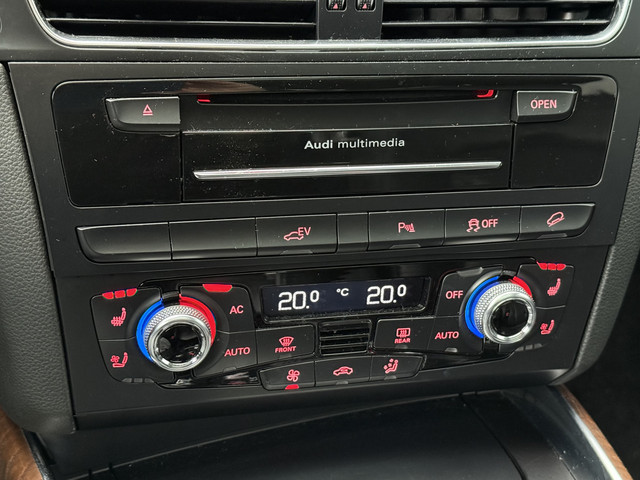 OPEN
Audi multimedia
EV
P
OFF
20.0 °C 20.0
AC
OFF
AUTO
FRONT
REAR
AUTO